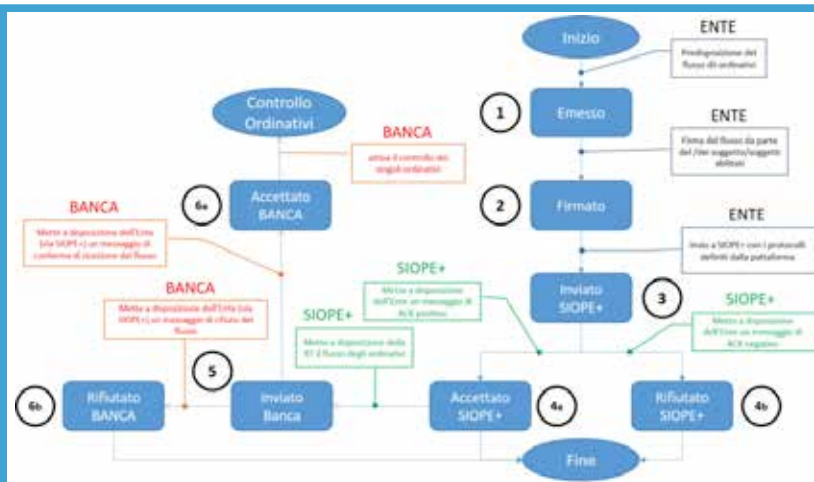 Inizio
ENTE
Predisposizione del
flusso di ordinativi
1
Emesso
ENTE
Firma del flusso da parte
del /dei soggetto/soggetti
abilitati
2
Firmato
ENTE
Invio a SIOPE+ con i protocolli
definiti dalla piattaforma
Inviato
SIOPE+
3
SIOPE+
Mette a disposizione
dell'Ente un messaggio di
ACK positivo
SIOPE+
Mette a disposizione
dell'Ente un messaggio di
ACK negativo
Accettato
SIOPE+
4a
Rifiutato
SIOPE+
4b
SIOPE+
Mette a disposizione della
BT il flusso degli ordinativi
5
Inviato
Banca
BANCA
Mette a disposizione dell'Ente (via
SIOPE+) un messaggio di rifiuto del
flusso
6b
Rifiutato
BANCA
BANCA
Mette a disposizione dell'Ente
(via SIOPE+) un messaggio di
conferma di ricezione del flusso
6a
Accettato
BANCA
BANCA
attiva il controllo dei
singoli ordinativi
Controllo
Ordinativi
Fine